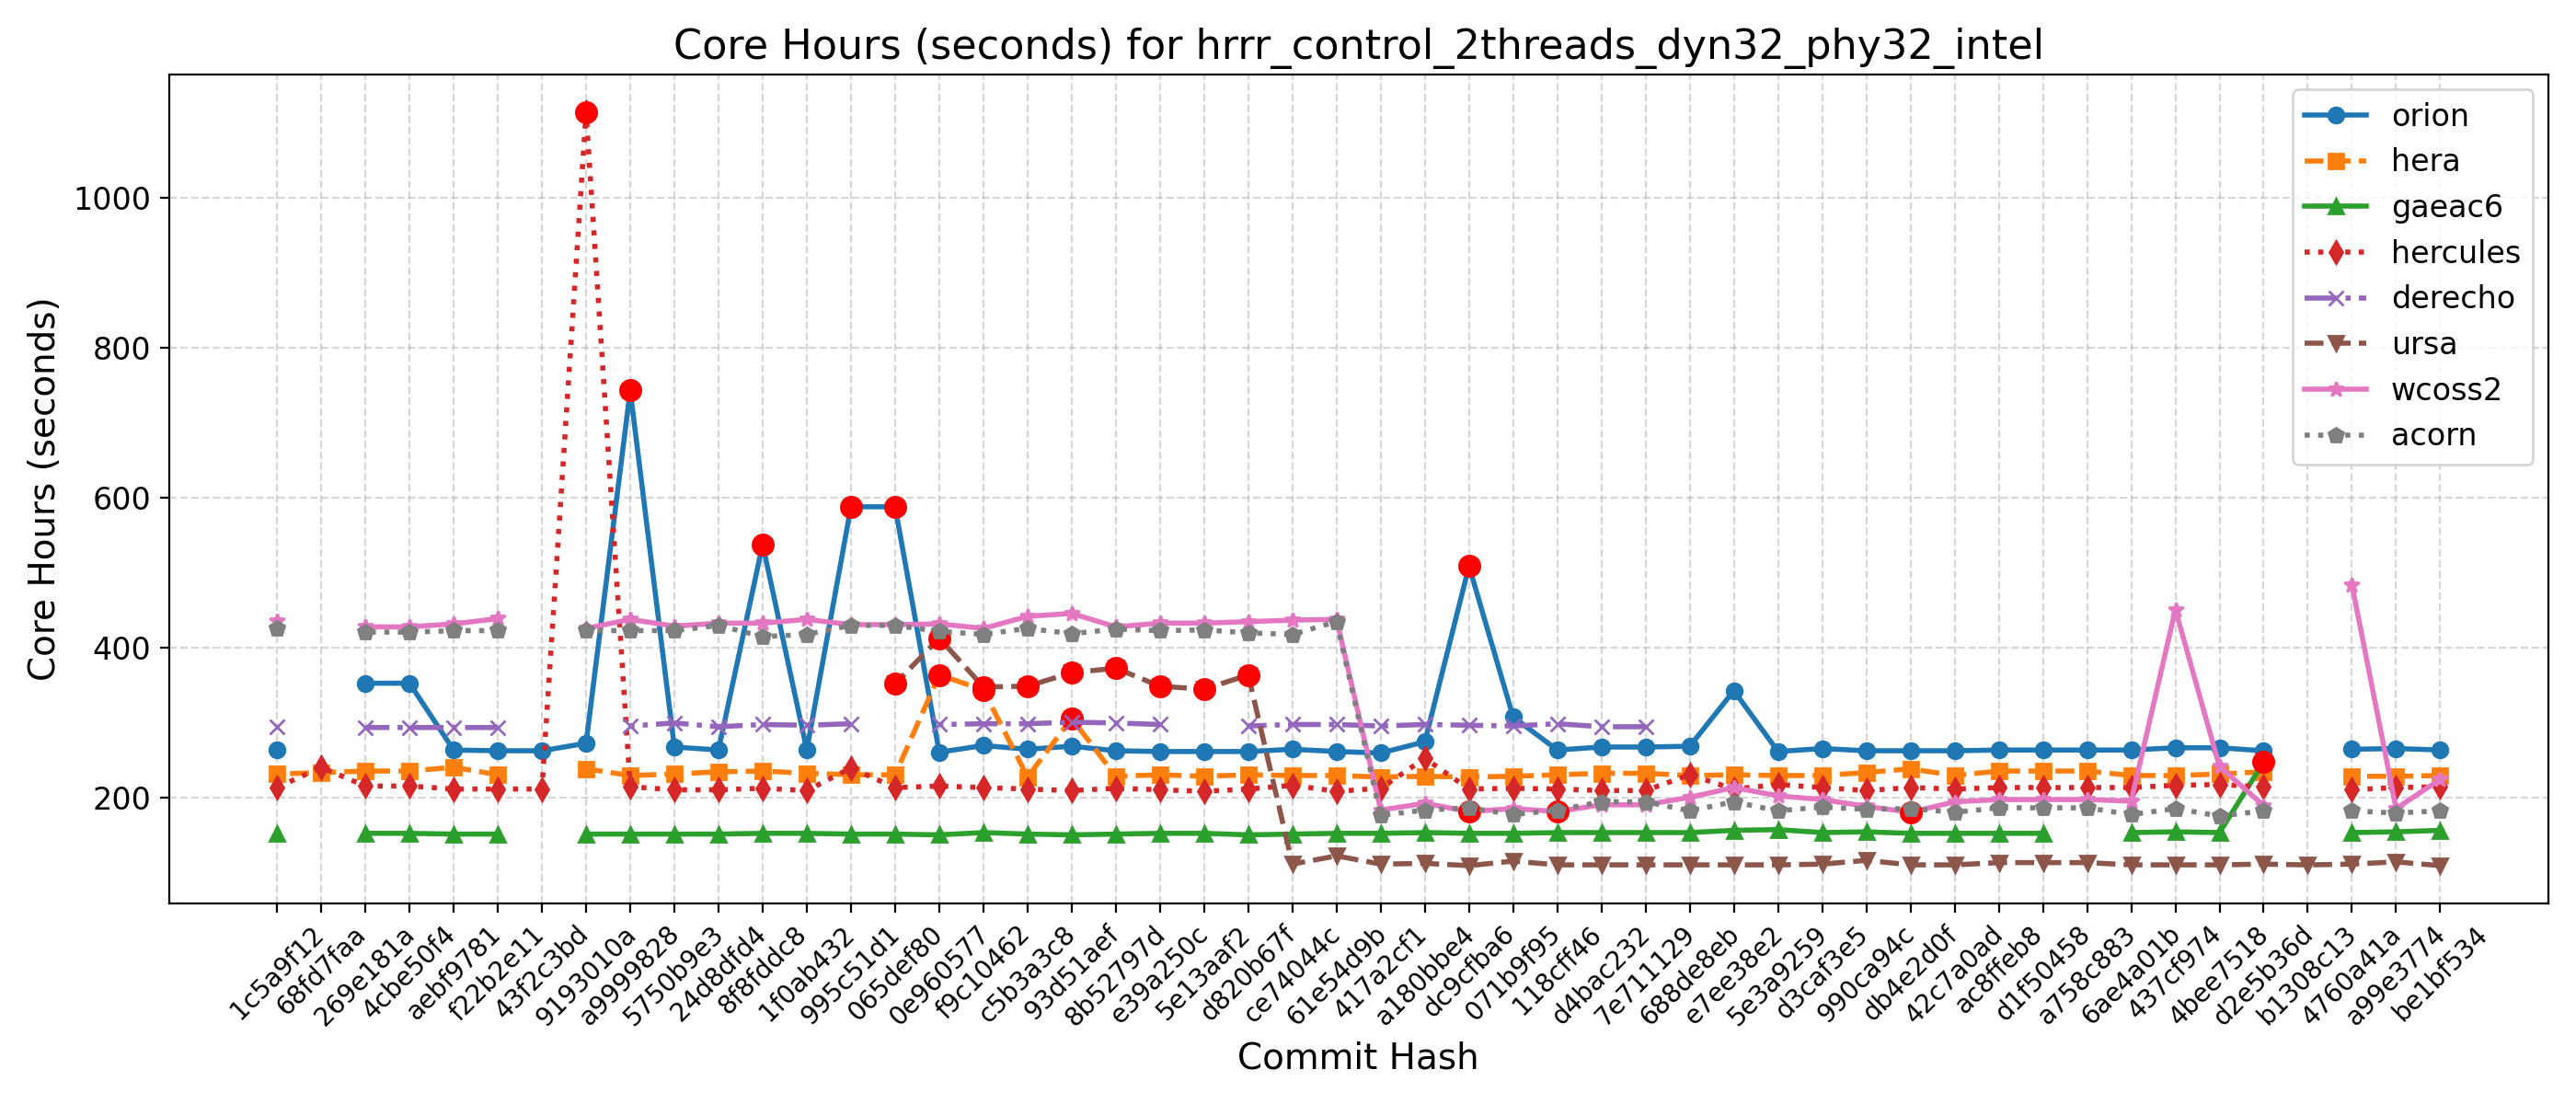 Core Hours (seconds) for hrrr_control_2threads_dyn32_phy32_intel
Core Hours (seconds)
1000
800
600
400
200
orion
hera
gaeac6
hercules
derecho
ursa
wcoss2
acorn
1c5a9f12
68fd7faa
269e181a
4cbe50f4
aebf9781
f22b2e11
43f2c3bd
9193010a
a9999828
5750b9e3
24d8dfd4
8f8fddc8
1f0ab432
995c51d1
065def80
0e960577
f9c10462
c5b3a3c8
93d51aef
8b52797d
e39a250c
5e13aaf2
d820b67f
ce74044c
61e54d9b
417a2cf1
a180bbe4
dc9cfba6
071b9f95
118cff46
d4bac232
7e711129
688de8eb
e7ee38e2
5e3a9259
d3caf3e5
990ca94c
db4e2d0f
42c7a0ad
ac8ffeb8
d1f50458
a758c883
6ae4a01b
437cf974
4bee7518
d2e5b36d
b1308c13
4760a41a
a99e3774
be1bf534
Commit Hash